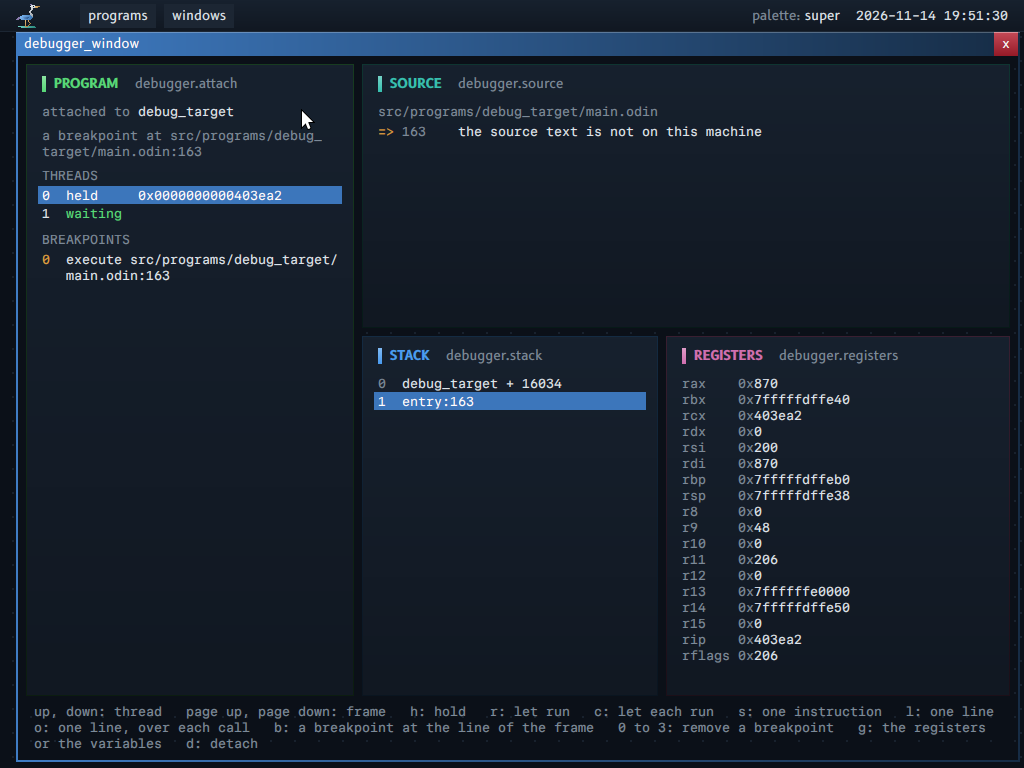 programs windows palette: super 2026-11-14 19:51:30
debugger_window x
PROGRAM debugger.attach
attached to debug_target
a breakpoint at src/programs/debug_
target/main.odin:163
THREADS
0 held 0x0000000000403ea2
1 waiting
BREAKPOINTS
0 execute src/programs/debug_target/
main.odin:163
SOURCE debugger.source
src/programs/debug_target/main.odin
=> 163 the source text is not on this machine
STACK debugger.stack
0 debug_target + 16034
1 entry:163
REGISTERS debugger.registers
rax 0x870
rbx 0x7fffffdffe40
rcx 0x403ea2
rdx 0x0
rsi 0x200
rdi 0x870
rbp 0x7fffffdffeb0
rsp 0x7fffffdffe38
r8 0x0
r9 0x48
r10 0x0
r11 0x206
r12 0x0
r13 0x7ffffffe0000
r14 0x7fffffdffe50
r15 0x0
rip 0x403ea2
rflags 0x206
up, down: thread page up, page down: frame h: hold r: let run c: let each run s: one instruction l: one line
o: one line, over each call b: a breakpoint at the line of the frame 0 to 3: remove a breakpoint g: the registers
or the variables d: detach